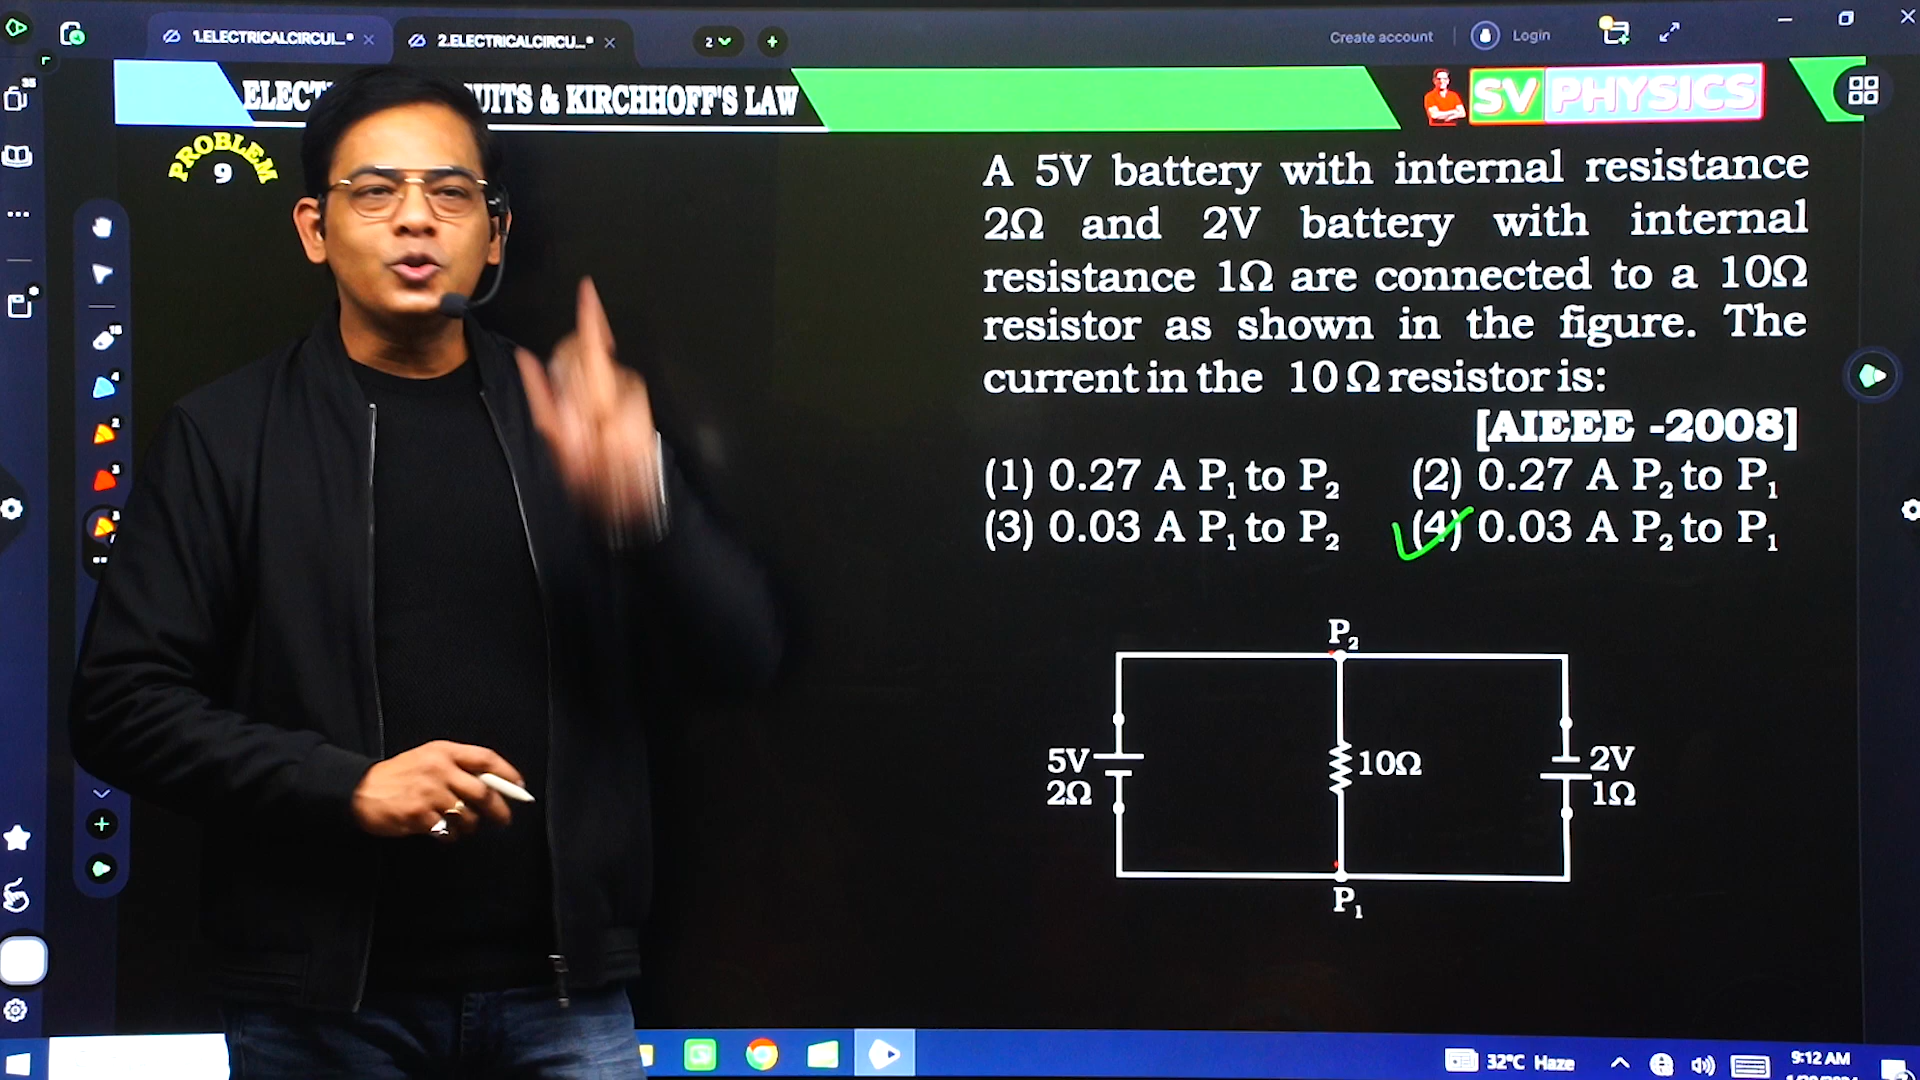 1.ELECTRICALCIRCUI...*
2.ELECTRICALCIRCU...*
2
Create account
Login
UITS & KIRCHHOFF'S LAW
SV PHYSICS
PROBLEM
9
A 5V battery with internal resistance
2Ω and 2V battery with internal
resistance 1Ω are connected to a 10Ω
resistor as shown in the figure. The
current in the 10 Ω resistor is:
[AIEEE -2008]
(1) 0.27 A P₁ to P₂ (2) 0.27 A P₂ to P₁
(3) 0.03 A P₁ to P₂ (4) 0.03 A P₂ to P₁
P₂
5V
2Ω
10Ω
2V
1Ω
P₁
32°C Haze
9:12 AM